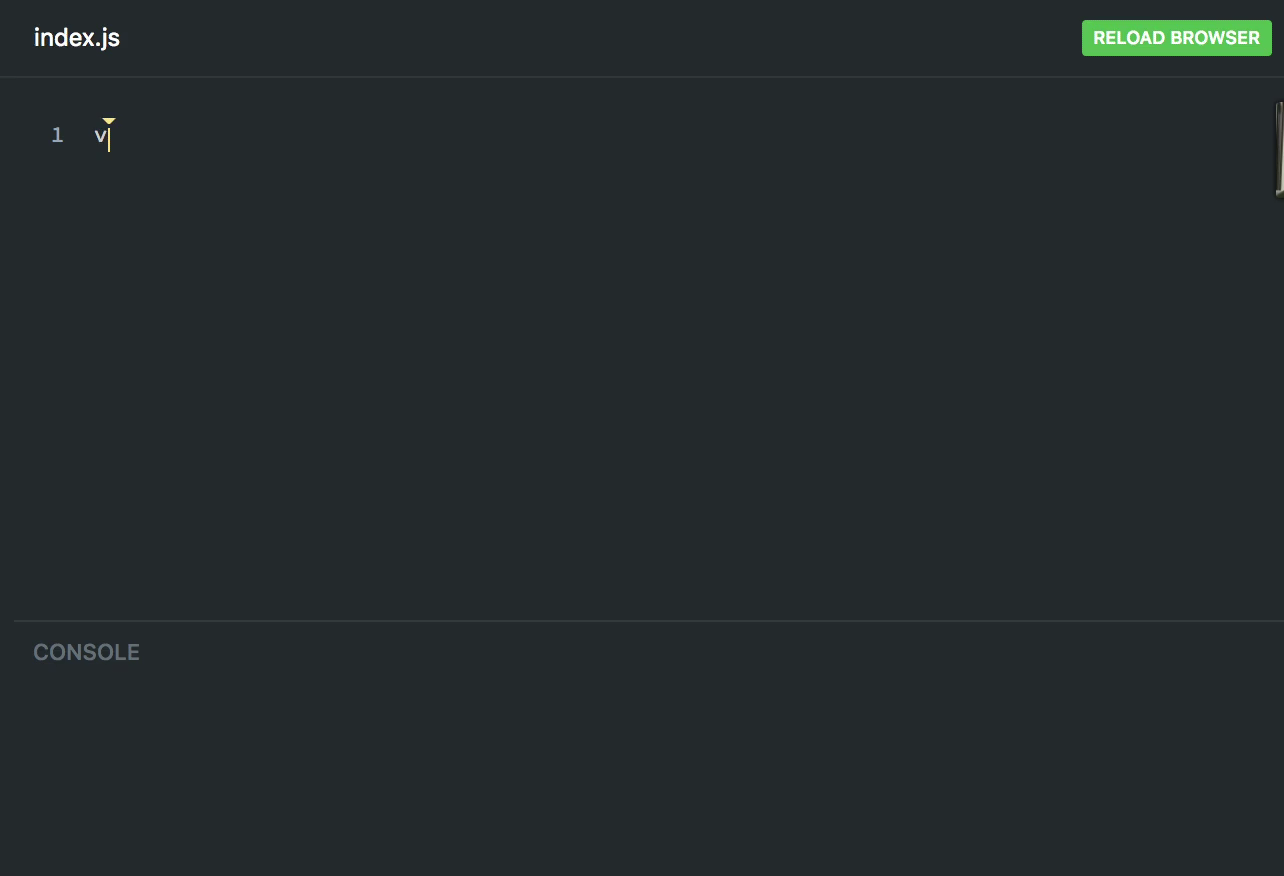 index.js
RELOAD BROWSER
1 v
CONSOLE